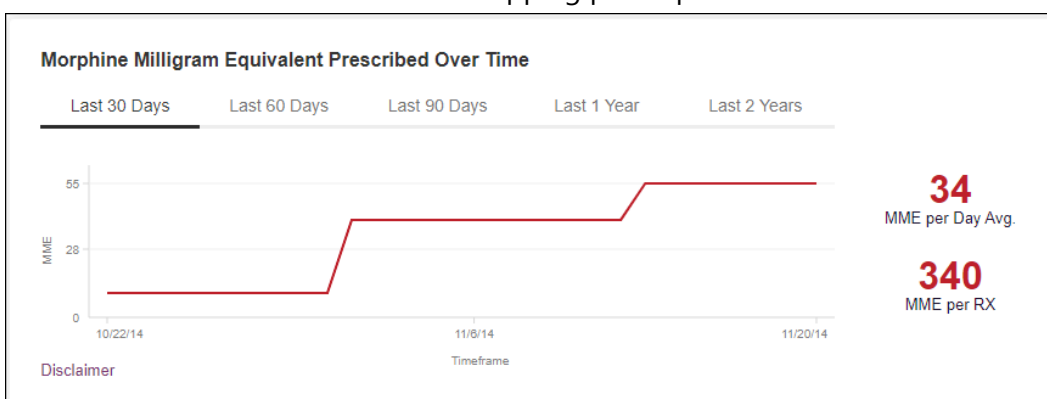 Morphine Milligram Equivalent Prescribed Over Time
Last 30 Days Last 60 Days Last 90 Days Last 1 Year Last 2 Years
55
28
0
MME
10/22/14 11/6/14 11/20/14
Timeframe
34
MME per Day Avg.
340
MME per RX
Disclaimer